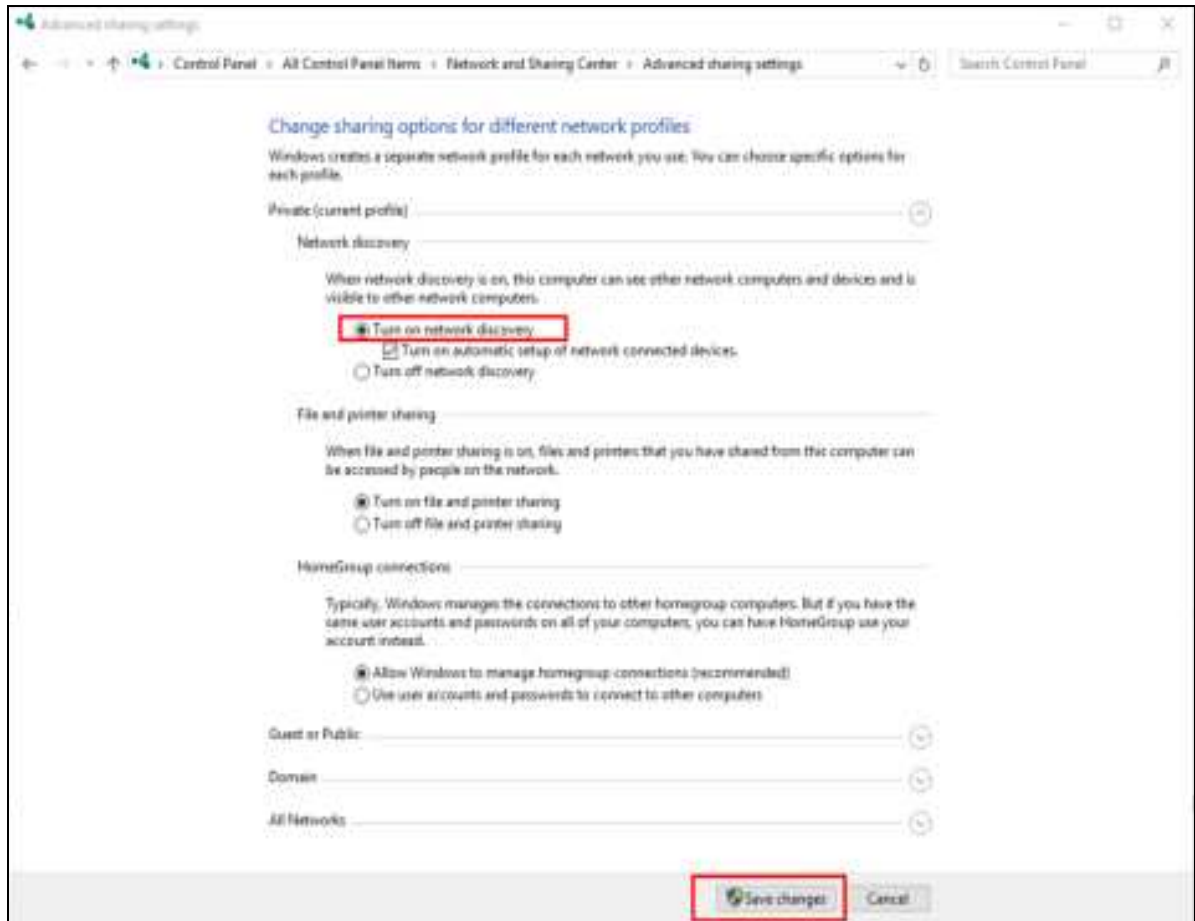 Advanced sharing settings
Control Panel › All Control Panel Items › Network and Sharing Center › Advanced sharing settings
Search Control Panel
Change sharing options for different network profiles
Windows creates a separate network profile for each network you use. You can choose specific options for
each profile.
Private (current profile)
Network discovery
When network discovery is on, this computer can see other network computers and devices and is
visible to other network computers.
Turn on network discovery
Turn on automatic setup of network connected devices.
Turn off network discovery
File and printer sharing
When file and printer sharing is on, files and printers that you have shared from this computer can
be accessed by people on the network.
Turn on file and printer sharing
Turn off file and printer sharing
HomeGroup connections
Typically, Windows manages the connections to other homegroup computers. But if you have the
same user accounts and passwords on all of your computers, you can have HomeGroup use your
account instead.
Allow Windows to manage homegroup connections (recommended)
Use user accounts and passwords to connect to other computers
Guest or Public
Domain
All Networks
Save changes
Cancel